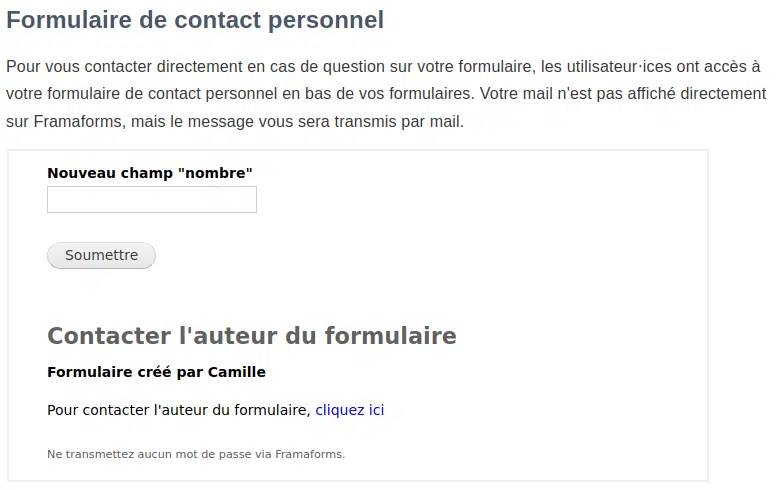 Formulaire de contact personnel
Pour vous contacter directement en cas de question sur votre formulaire, les utilisateur·ices ont accès à
votre formulaire de contact personnel en bas de vos formulaires. Votre mail n'est pas affiché directement
sur Framaforms, mais le message vous sera transmis par mail.
Nouveau champ "nombre"
Soumettre
Contacter l'auteur du formulaire
Formulaire créé par Camille
Pour contacter l'auteur du formulaire, cliquez ici
Ne transmettez aucun mot de passe via Framaforms.